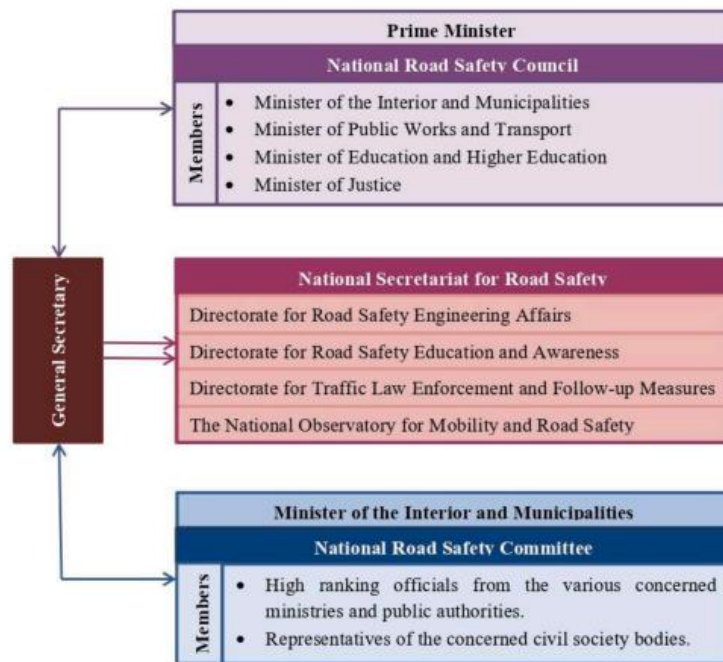 Prime Minister
National Road Safety Council
Members
• Minister of the Interior and Municipalities
• Minister of Public Works and Transport
• Minister of Education and Higher Education
• Minister of Justice
General Secretary
National Secretariat for Road Safety
Directorate for Road Safety Engineering Affairs
Directorate for Road Safety Education and Awareness
Directorate for Traffic Law Enforcement and Follow-up Measures
The National Observatory for Mobility and Road Safety
Minister of the Interior and Municipalities
National Road Safety Committee
Members
• High ranking officials from the various concerned
ministries and public authorities.
• Representatives of the concerned civil society bodies.